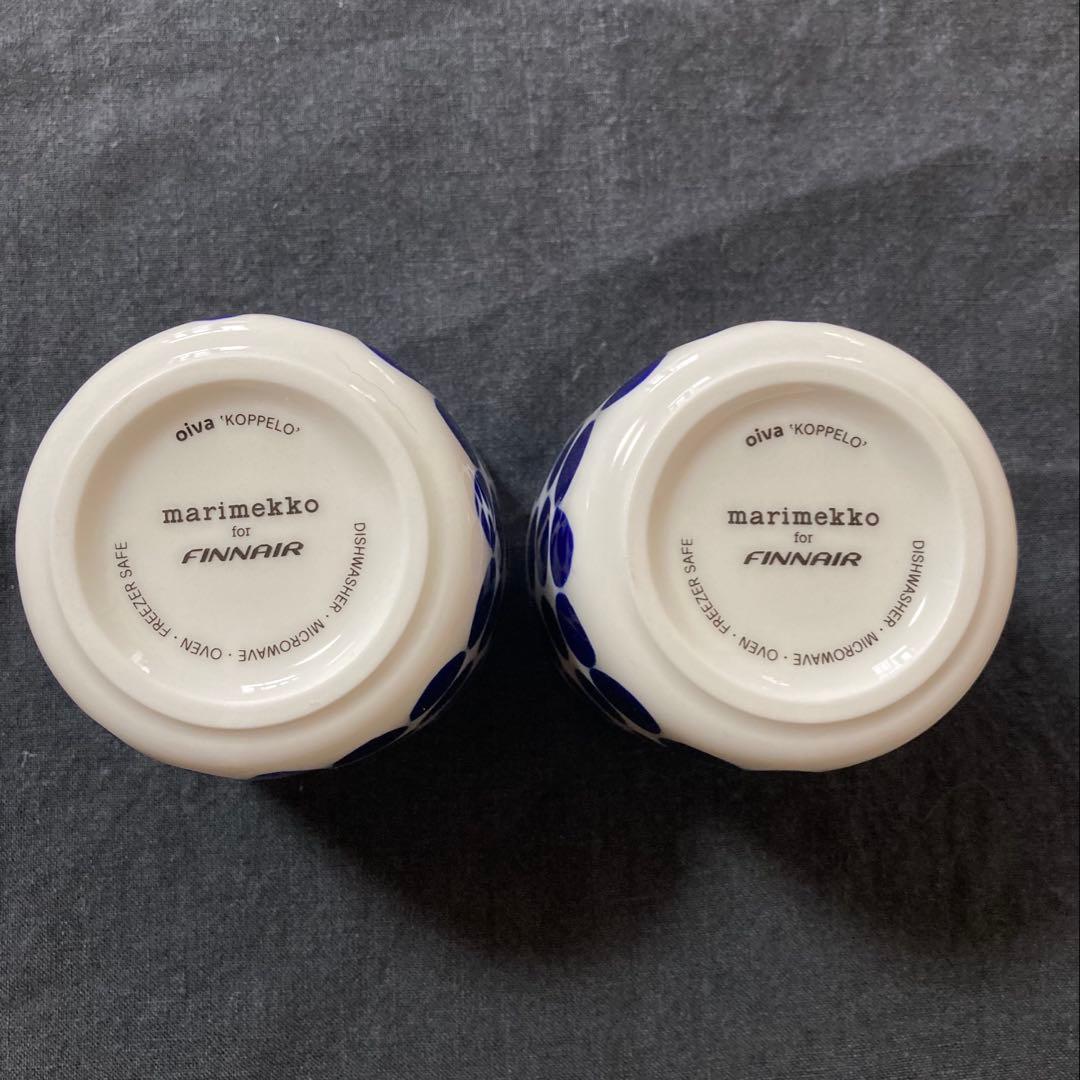 oiva 'KOPPELO'
marimekko
for
FINNAIR
DISHWASHER · MICROWAVE · OVEN · FREEZER SAFE
oiva 'KOPPELO'
marimekko
for
FINNAIR
DISHWASHER · MICROWAVE · OVEN · FREEZER SAFE